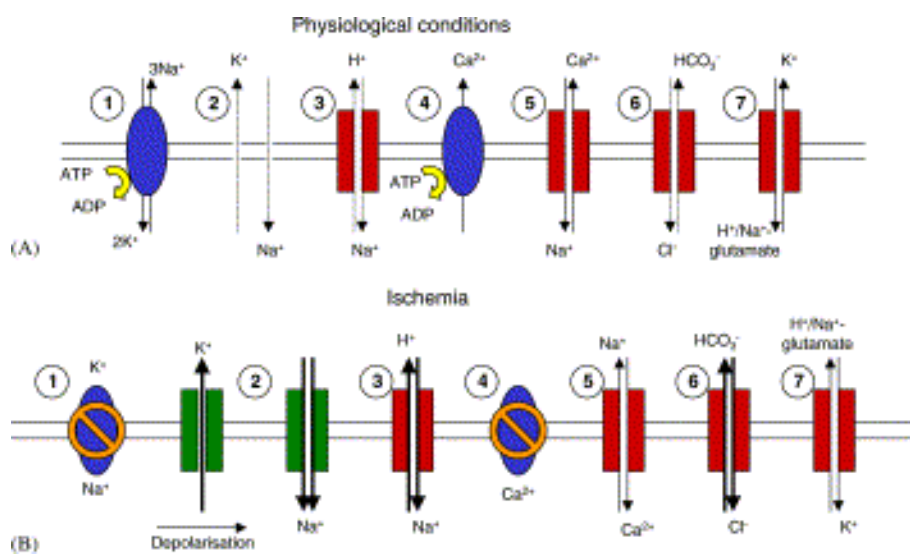 Physiological conditions
3Na⁺ K⁺ H⁺ Ca²⁺ Ca²⁺ HCO₃⁻ K⁺
1 2 3 4 5 6 7
ATP ATP
ADP ADP
(A) 2K⁺ Na⁺ Na⁺ Na⁺ Cl⁻ H⁺/Na⁺-
glutamate
Ischemia
H⁺/Na⁺-
K⁺ K⁺ H⁺ Na⁺ HCO₃⁻ glutamate
1 2 3 4 5 6 7
Na⁺ Na⁺ Na⁺ Ca²⁺ Ca²⁺ Cl⁻ K⁺
(B) Depolarisation